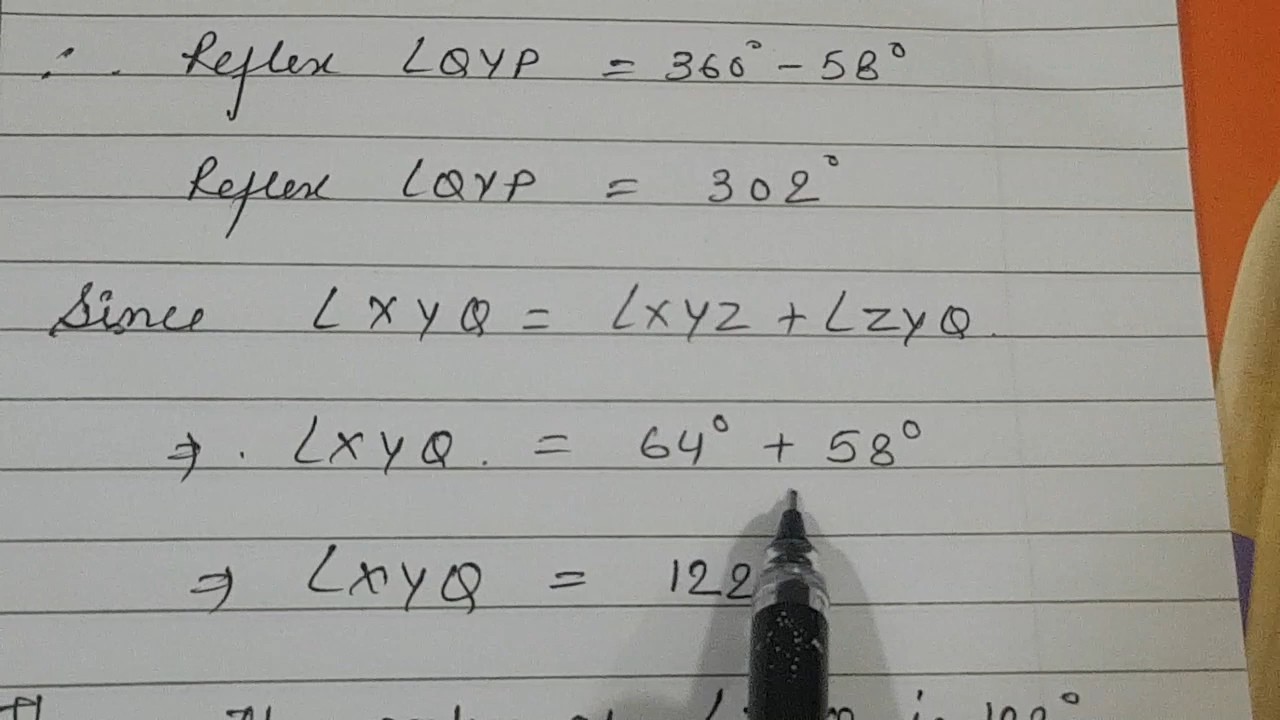 ∴ Reflex ∠QYP = 360° - 58°
Reflex ∠QYP = 302°
Since ∠XYQ = ∠XYZ + ∠ZYQ.
⇒ . ∠XYQ . = 64° + 58°
⇒ ∠XYQ = 122